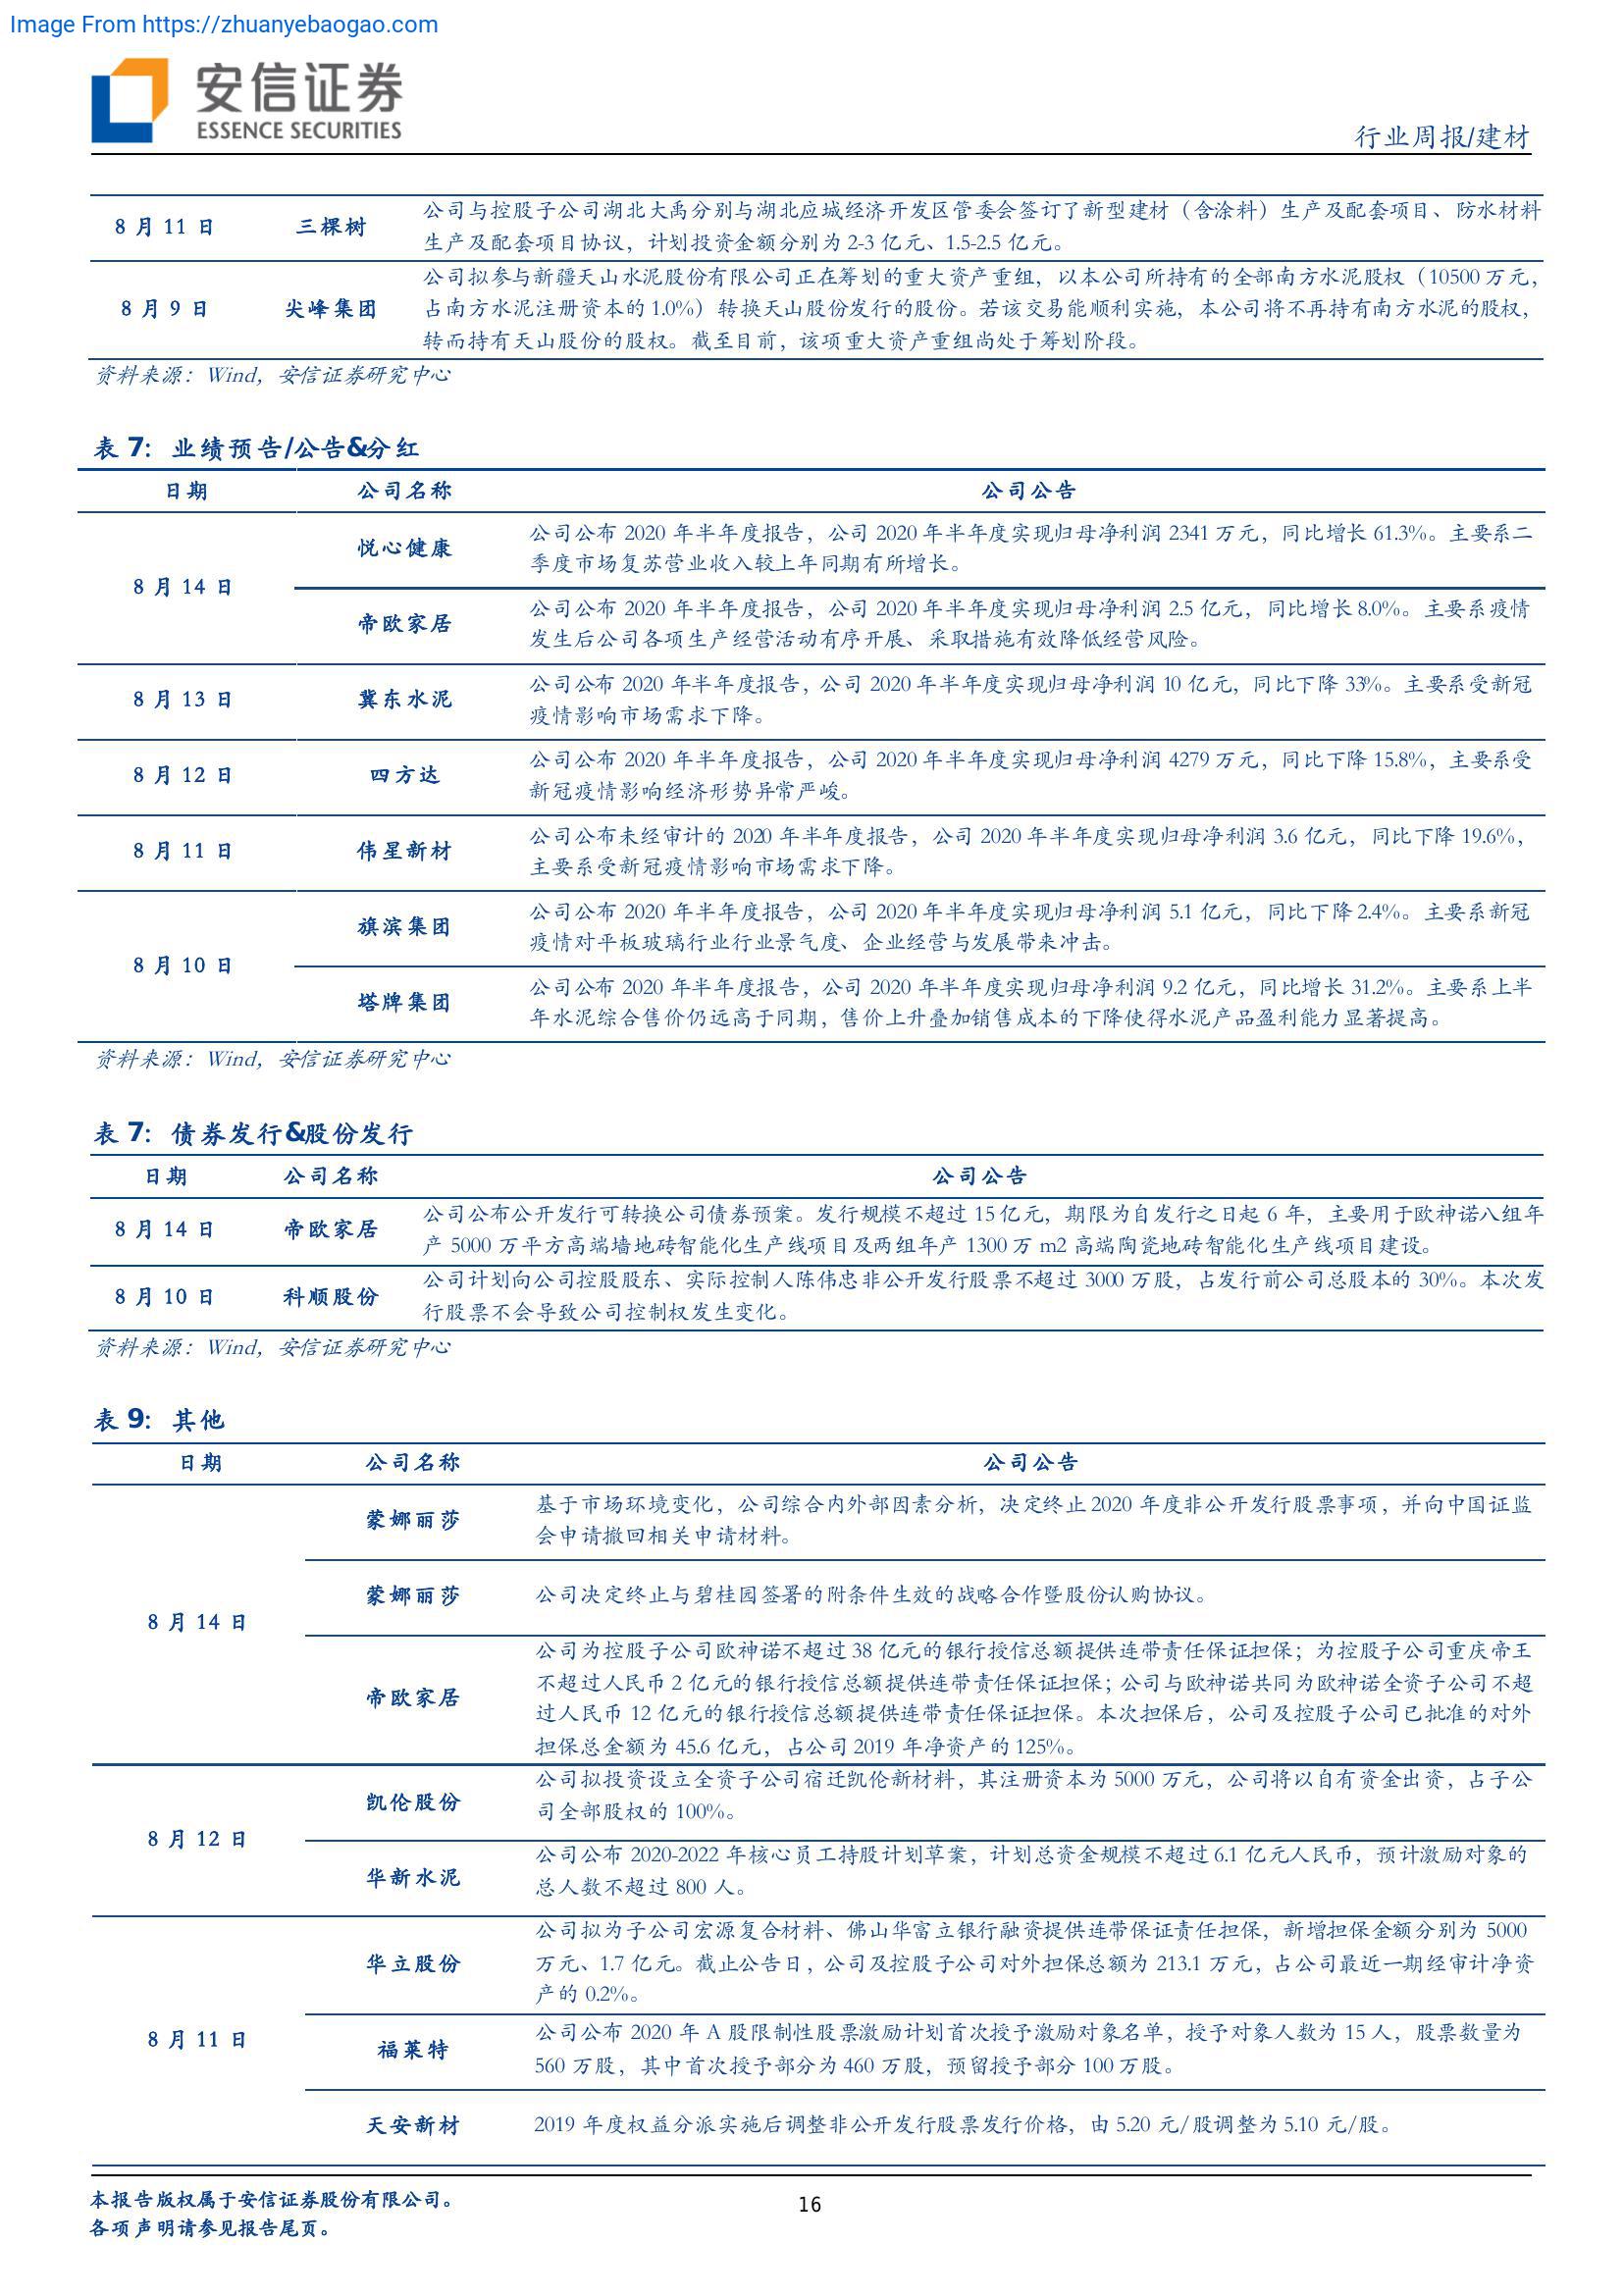 Image From https://zhuanyebaogao.com
安信证券
ESSENCE SECURITIES
行业周报/建材
8 月 11 日 三棵树 公司与控股子公司湖北大禹分别与湖北应城经济开发区管委会签订了新型建材（含涂料）生产及配套项目、防水材料
生产及配套项目协议，计划投资金额分别为 2-3 亿元、1.5-2.5 亿元。
8 月 9 日 尖峰集团 公司拟参与新疆天山水泥股份有限公司正在筹划的重大资产重组，以本公司所持有的全部南方水泥股权（10500 万元，
占南方水泥注册资本的 1.0%）转换天山股份发行的股份。若该交易能顺利实施，本公司将不再持有南方水泥的股权，
转而持有天山股份的股权。截至目前，该项重大资产重组尚处于筹划阶段。
资料来源：Wind，安信证券研究中心
表 7: 业绩预告/公告&分红
日期 公司名称 公司公告
8 月 14 日
悦心健康 公司公布 2020 年半年度报告，公司 2020 年半年度实现归母净利润 2341 万元，同比增长 61.3%。主要系二
季度市场复苏营业收入较上年同期有所增长。
帝欧家居 公司公布 2020 年半年度报告，公司 2020 年半年度实现归母净利润 2.5 亿元，同比增长 8.0%。主要系疫情
发生后公司各项生产经营活动有序开展、采取措施有效降低经营风险。
8 月 13 日 冀东水泥 公司公布 2020 年半年度报告，公司 2020 年半年度实现归母净利润 10 亿元，同比下降 33%。主要系受新冠
疫情影响市场需求下降。
8 月 12 日 四方达 公司公布 2020 年半年度报告，公司 2020 年半年度实现归母净利润 4279 万元，同比下降 15.8%，主要系受
新冠疫情影响经济形势异常严峻。
8 月 11 日 伟星新材 公司公布未经审计的 2020 年半年度报告，公司 2020 年半年度实现归母净利润 3.6 亿元，同比下降 19.6%，
主要系受新冠疫情影响市场需求下降。
8 月 10 日
旗滨集团 公司公布 2020 年半年度报告，公司 2020 年半年度实现归母净利润 5.1 亿元，同比下降 2.4%。主要系新冠
疫情对平板玻璃行业行业景气度、企业经营与发展带来冲击。
塔牌集团 公司公布 2020 年半年度报告，公司 2020 年半年度实现归母净利润 9.2 亿元，同比增长 31.2%。主要系上半
年水泥综合售价仍远高于同期，售价上升叠加销售成本的下降使得水泥产品盈利能力显著提高。
资料来源：Wind，安信证券研究中心
表 7: 债券发行&股份发行
日期 公司名称 公司公告
8 月 14 日 帝欧家居 公司公布公开发行可转换公司债券预案。发行规模不超过 15 亿元，期限为自发行之日起 6 年，主要用于欧神诺八组年
产 5000 万平方高端墙地砖智能化生产线项目及两组年产 1300 万 m2 高端陶瓷地砖智能化生产线项目建设。
8 月 10 日 科顺股份 公司计划向公司控股股东、实际控制人陈伟忠非公开发行股票不超过 3000 万股，占发行前公司总股本的 30%。本次发
行股票不会导致公司控制权发生变化。
资料来源：Wind，安信证券研究中心
表 9: 其他
日期 公司名称 公司公告
8 月 14 日
蒙娜丽莎 基于市场环境变化，公司综合内外部因素分析，决定终止 2020 年度非公开发行股票事项，并向中国证监
会申请撤回相关申请材料。
蒙娜丽莎 公司决定终止与碧桂园签署的附条件生效的战略合作暨股份认购协议。
帝欧家居 公司为控股子公司欧神诺不超过 38 亿元的银行授信总额提供连带责任保证担保；为控股子公司重庆帝王
不超过人民币 2 亿元的银行授信总额提供连带责任保证担保；公司与欧神诺共同为欧神诺全资子公司不超
过人民币 12 亿元的银行授信总额提供连带责任保证担保。本次担保后，公司及控股子公司已批准的对外
担保总金额为 45.6 亿元，占公司 2019 年净资产的 125%。
8 月 12 日
凯伦股份 公司拟投资设立全资子公司宿迁凯伦新材料，其注册资本为 5000 万元，公司将以自有资金出资，占子公
司全部股权的 100%。
华新水泥 公司公布 2020-2022 年核心员工持股计划草案，计划总资金规模不超过 6.1 亿元人民币，预计激励对象的
总人数不超过 800 人。
8 月 11 日
华立股份 公司拟为子公司宏源复合材料、佛山华富立银行融资提供连带保证责任担保，新增担保金额分别为 5000
万元、1.7 亿元。截止公告日，公司及控股子公司对外担保总额为 213.1 万元，占公司最近一期经审计净资
产的 0.2%。
福莱特 公司公布 2020 年 A 股限制性股票激励计划首次授予激励对象名单，授予对象人数为 15 人，股票数量为
560 万股，其中首次授予部分为 460 万股，预留授予部分 100 万股。
天安新材 2019 年度权益分派实施后调整非公开发行股票发行价格，由 5.20 元/股调整为 5.10 元/股。
本报告版权属于安信证券股份有限公司。
各项声明请参见报告尾页。
16